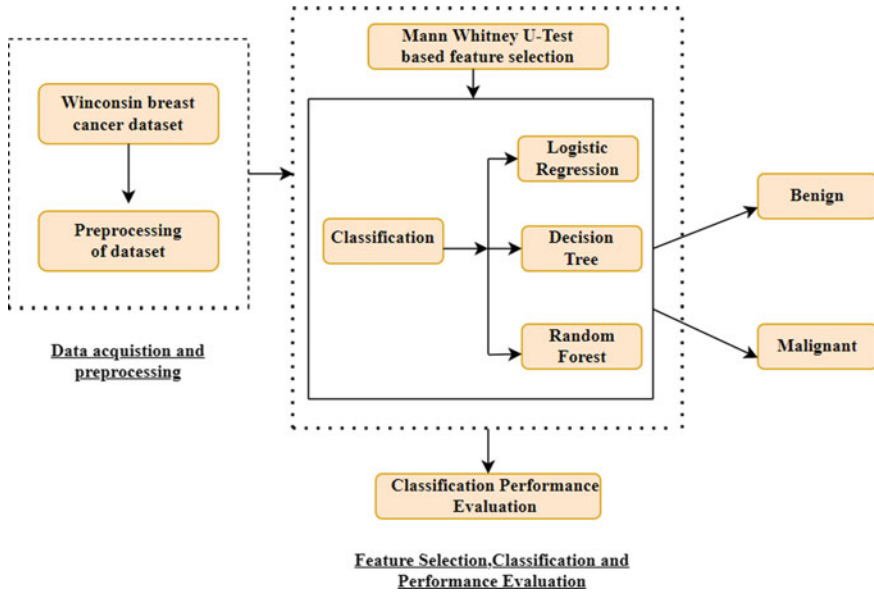 Mann Whitney U-Test
based feature selection
Winconsin breast
cancer dataset
Preprocessing
of dataset
Data acquistion and
preprocessing
Classification
Logistic
Regression
Decision
Tree
Random
Forest
Benign
Malignant
Classification Performance
Evaluation
Feature Selection,Classification and
Performance Evaluation